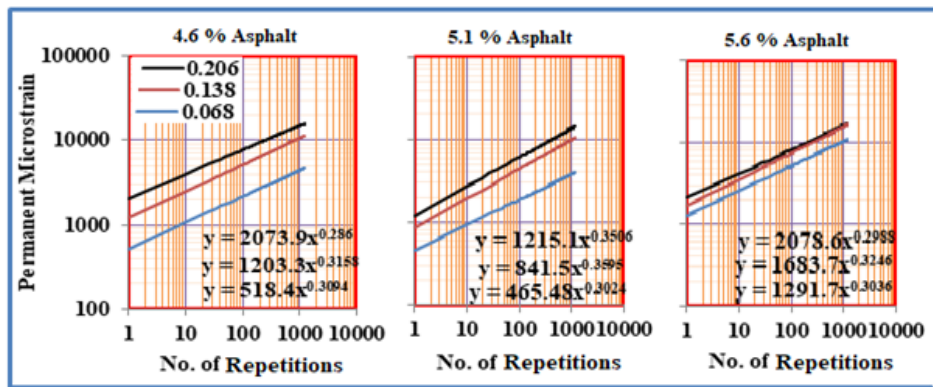 4.6 % Asphalt
5.1 % Asphalt
5.6 % Asphalt
Permanent Microstrain
100000
10000
1000
100
0.206
0.138
0.068
y = 2073.9x^0.286
y = 1203.3x^0.3158
y = 518.4x^0.3094
y = 1215.1x^0.3506
y = 841.5x^0.3595
y = 465.48x^0.3024
y = 2078.6x^0.2988
y = 1683.7x^0.3246
y = 1291.7x^0.3036
1 10 100 1000 10000
1 10 100 1000 10000
1 10 100 1000 10000
No. of Repetitions
No. of Repetitions
No. of Repetitions